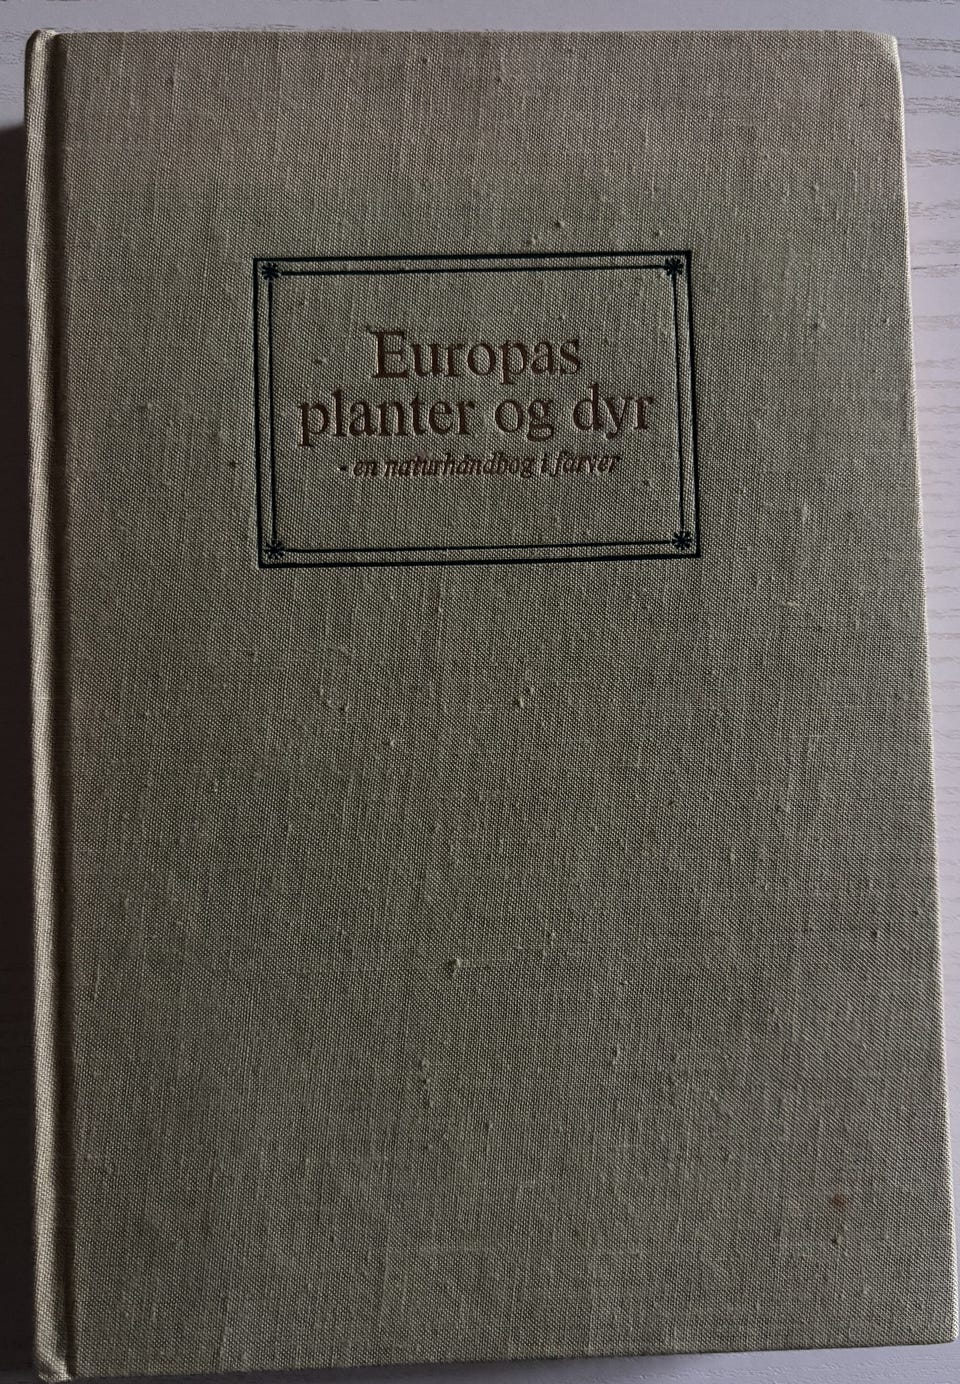 Europas
planter og dyr
- en naturhåndbog i farver